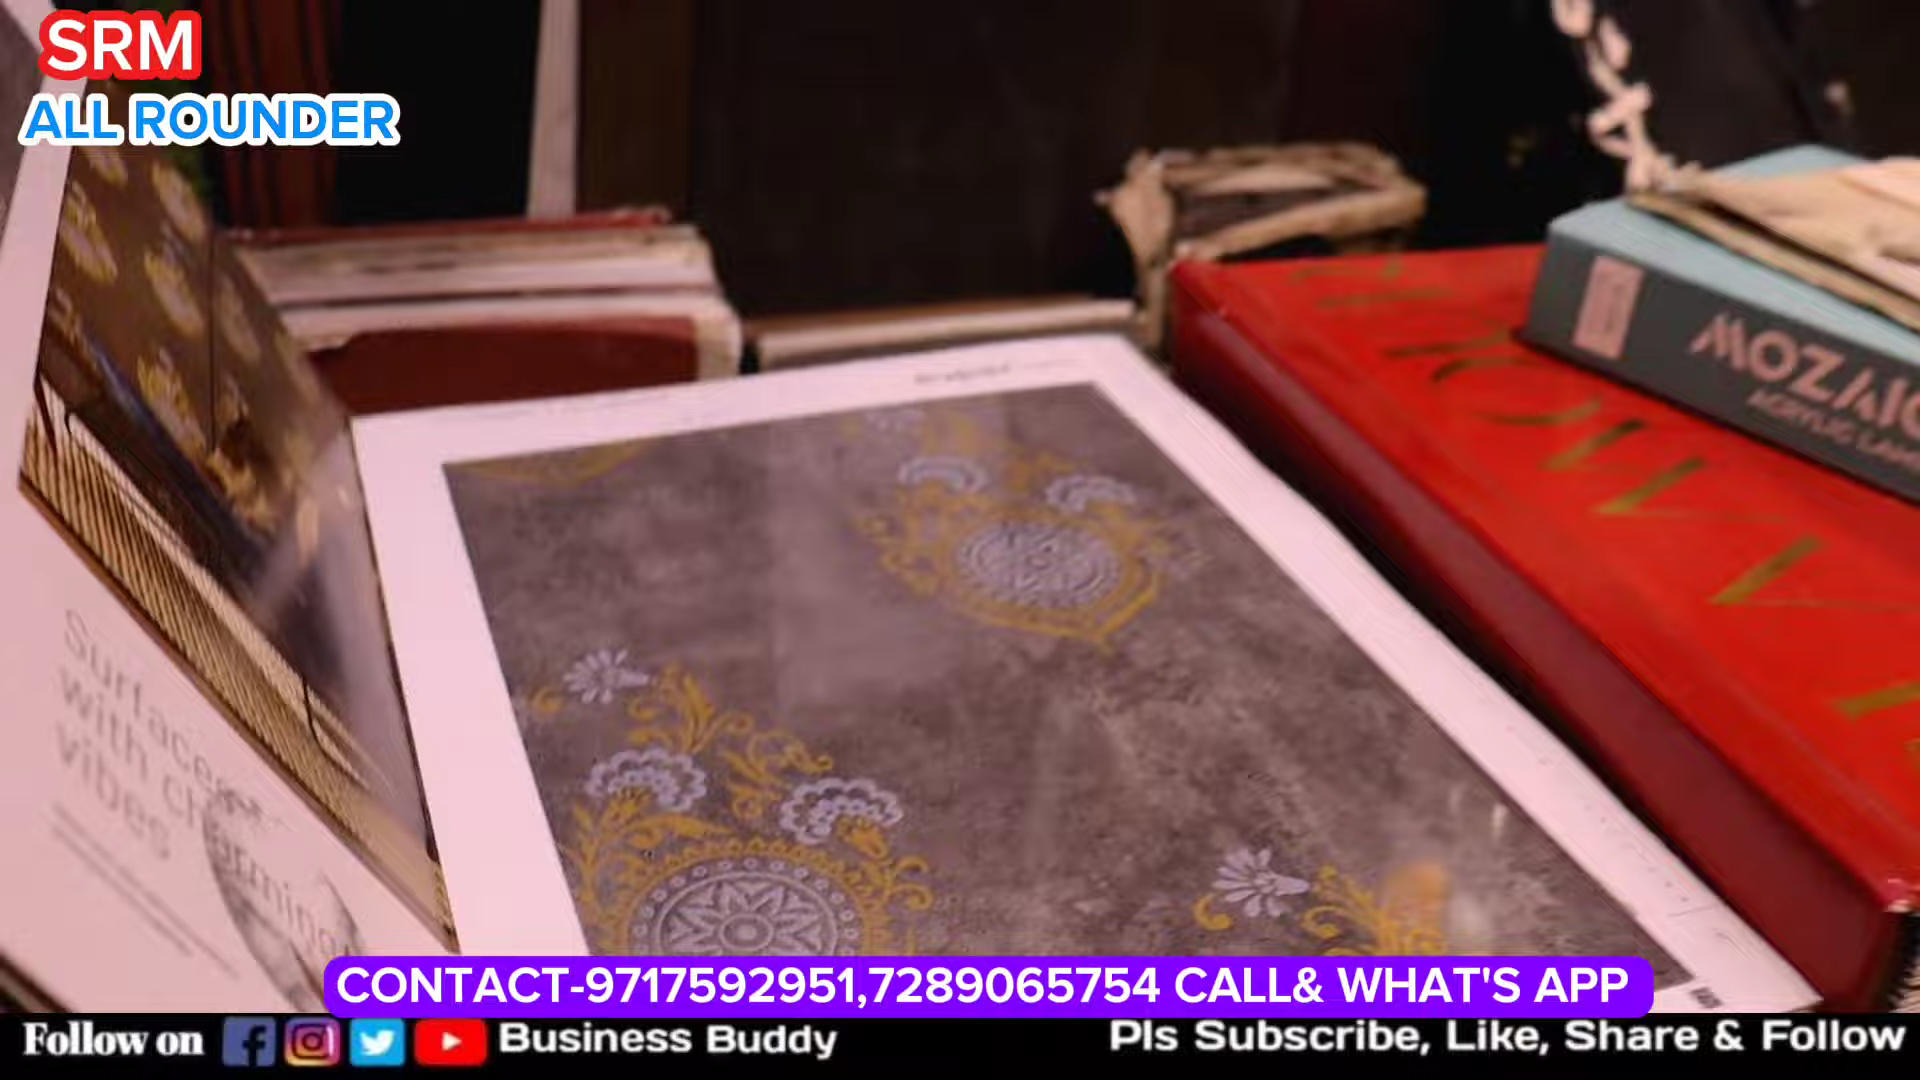 SRM
ALL ROUNDER
MOZAIC
Surfaces
with charming
vibes
CONTACT-9717592951,7289065754 CALL& WHAT'S APP
Follow on
Business Buddy
Pls Subscribe, Like, Share & Follow